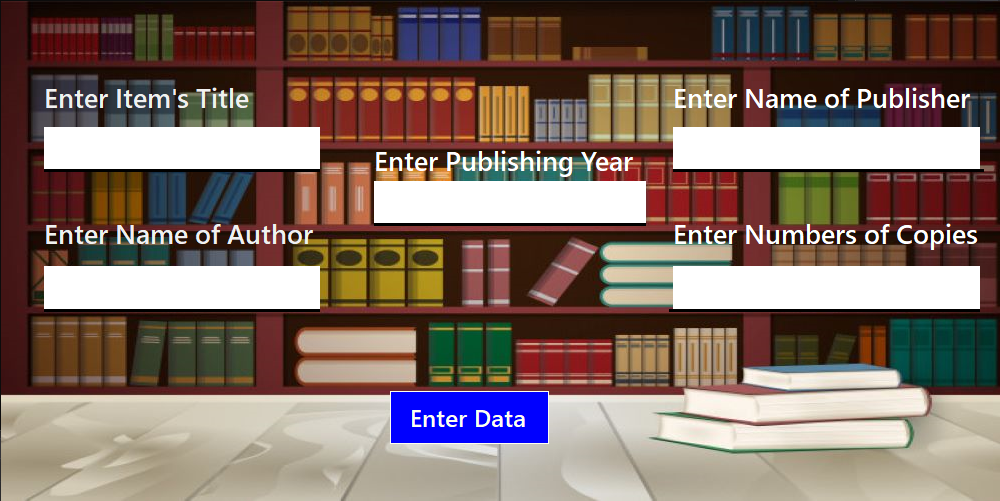 Enter Item's Title
Enter Name of Publisher
Enter Publishing Year
Enter Name of Author
Enter Numbers of Copies
Enter Data